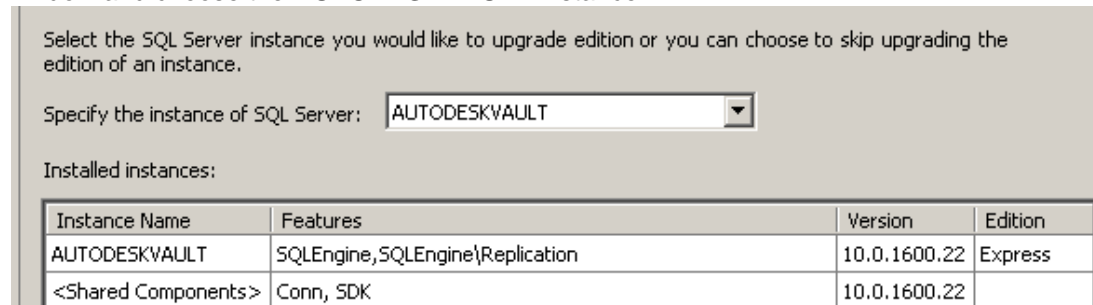 Select the SQL Server instance you would like to upgrade edition or you can choose to skip upgrading the
edition of an instance.
Specify the instance of SQL Server: AUTODESKVAULT
Installed instances:
Instance Name Features Version Edition
AUTODESKVAULT SQLEngine,SQLEngine\Replication 10.0.1600.22 Express
<Shared Components> Conn, SDK 10.0.1600.22